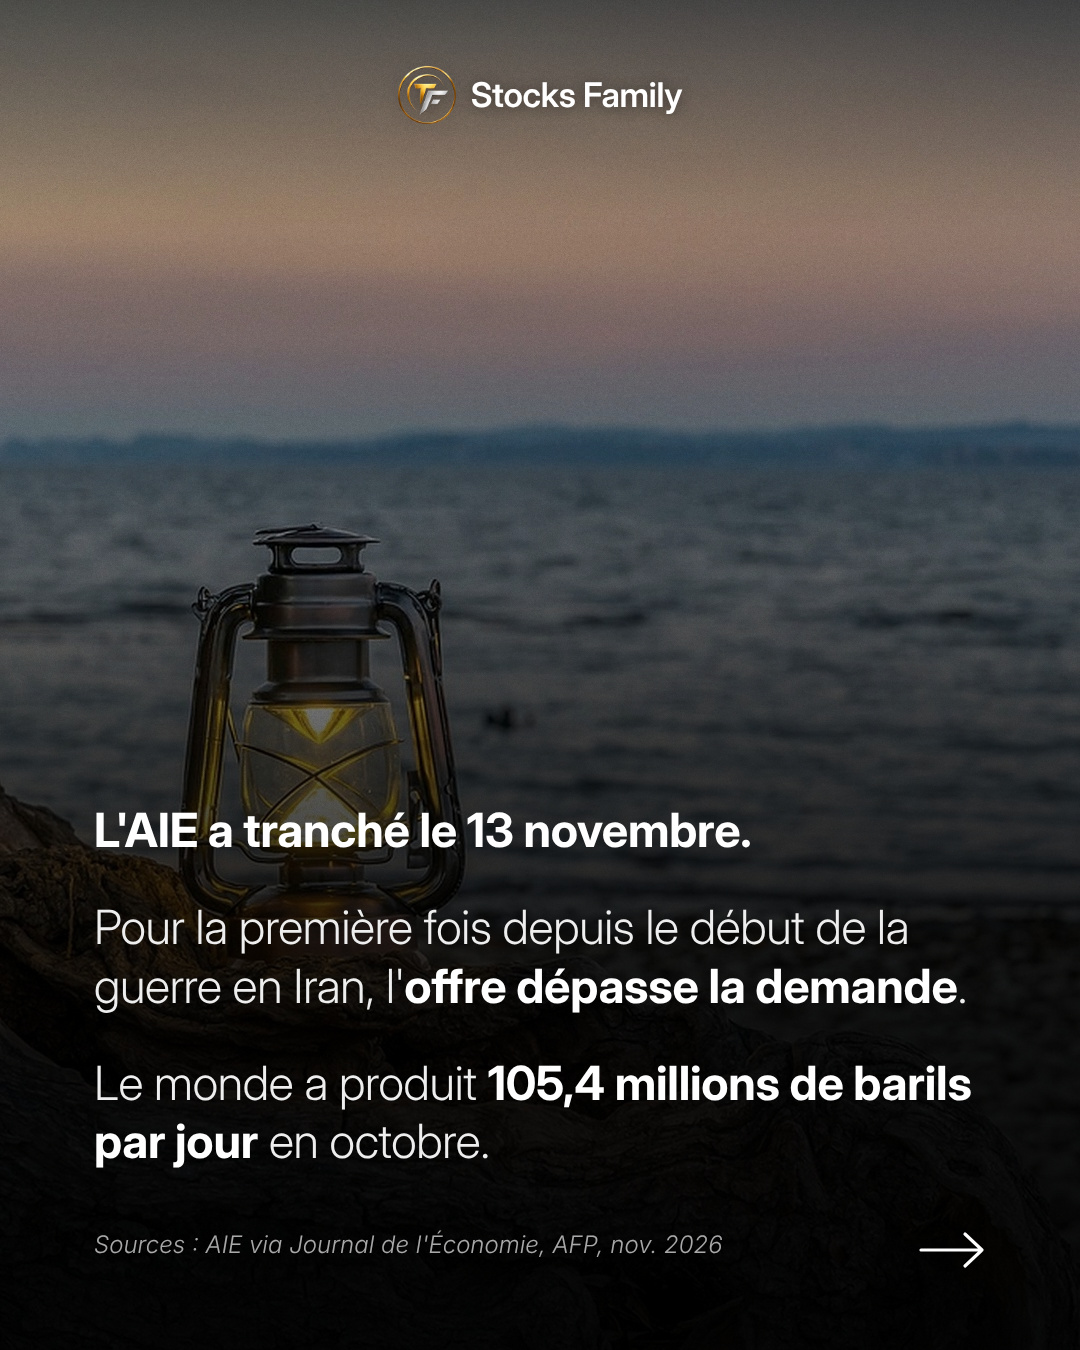 Stocks Family
L'AIE a tranché le 13 novembre.
Pour la première fois depuis le début de la
guerre en Iran, l'offre dépasse la demande.
Le monde a produit 105,4 millions de barils
par jour en octobre.
Sources : AIE via Journal de l'Économie, AFP, nov. 2026